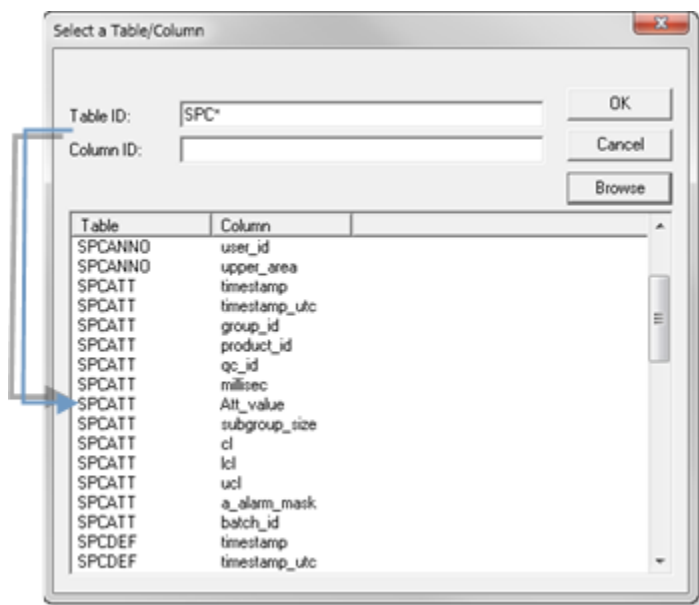 Select a Table/Column
Table ID: SPC*
OK
Column ID:
Cancel
Browse
Table Column
SPCANNO user_id
SPCANNO upper_area
SPCATT timestamp
SPCATT timestamp_utc
SPCATT group_id
SPCATT product_id
SPCATT qc_id
SPCATT millisec
SPCATT Att_value
SPCATT subgroup_size
SPCATT cl
SPCATT lcl
SPCATT ucl
SPCATT a_alarm_mask
SPCATT batch_id
SPCDEF timestamp
SPCDEF timestamp_utc